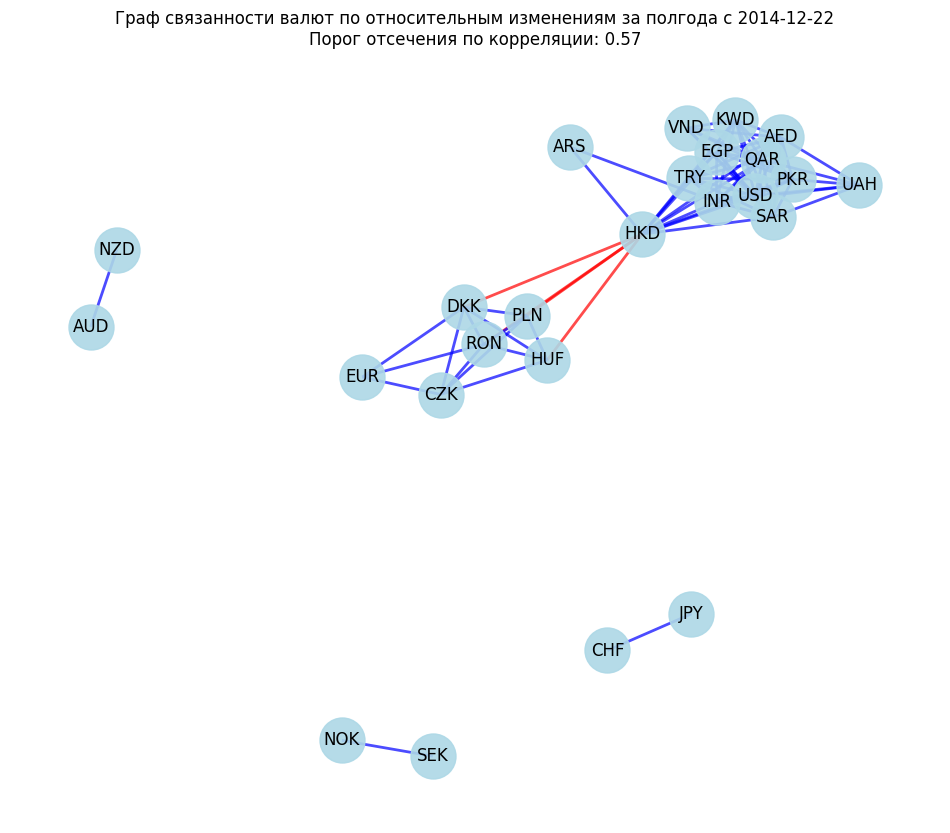 Граф связанности валют по относительным изменениям за полгода с 2014-12-22
Порог отсечения по корреляции: 0.57
KWD
VND
AED
ARS
EGP
QAR
TRY
PKR
UAH
USD
INR
SAR
HKD
NZD
DKK
PLN
AUD
RON
HUF
EUR
CZK
JPY
CHF
NOK
SEK